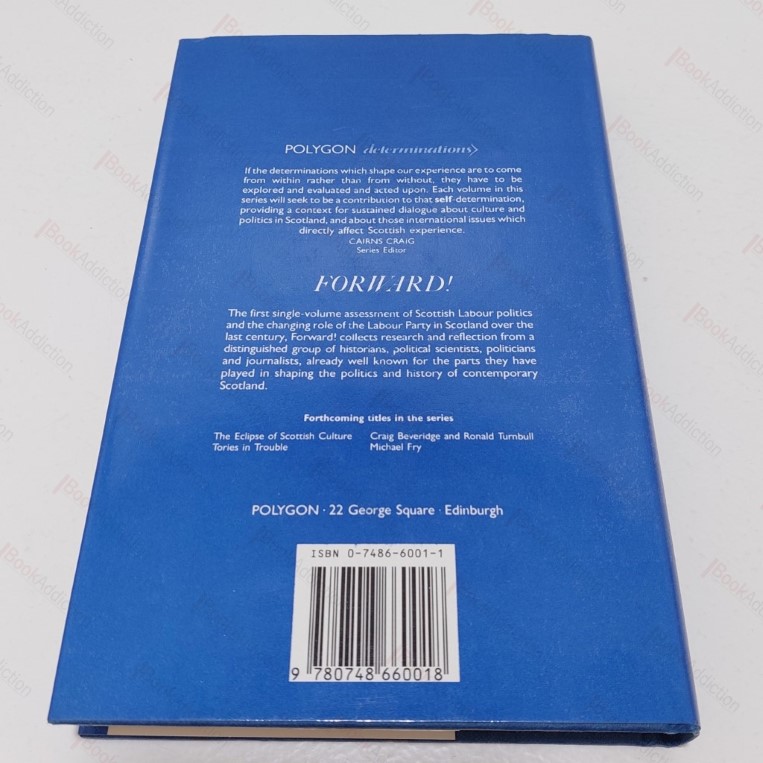 POLYGON determinations>
If the determinations which shape our experience are to come
from within rather than from without, they have to be
explored and evaluated and acted upon. Each volume in this
series will seek to be a contribution to that self-determination,
providing a context for sustained dialogue about culture and
politics in Scotland, and about those international issues which
directly affect Scottish experience.
CAIRNS CRAIG
Series Editor
FORWARD!
The first single-volume assessment of Scottish Labour politics
and the changing role of the Labour Party in Scotland over the
last century, Forward! collects research and reflection from a
distinguished group of historians, political scientists, politicians
and journalists, already well known for the parts they have
played in shaping the politics and history of contemporary
Scotland.
Forthcoming titles in the series
The Eclipse of Scottish Culture Craig Beveridge and Ronald Turnbull
Tories in Trouble Michael Fry
POLYGON · 22 George Square · Edinburgh
ISBN 0-7486-6001-1
9 780748 660018
BookAddiction